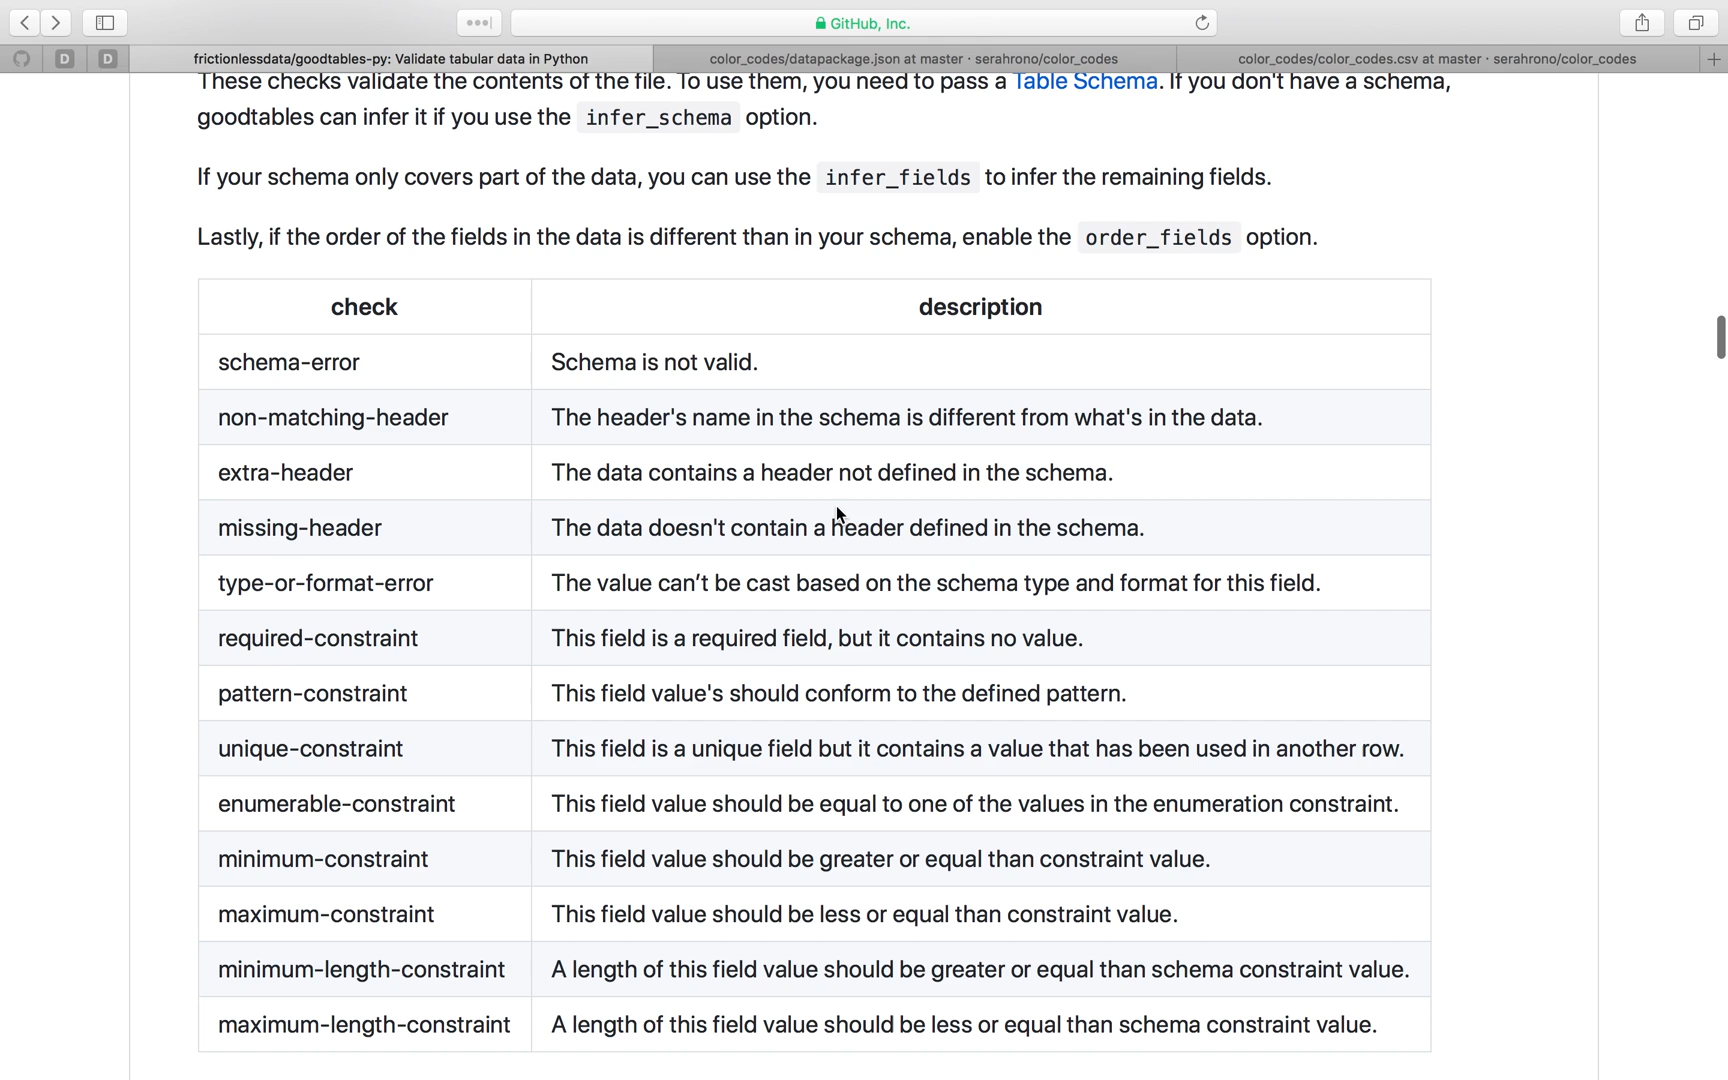 GitHub, Inc.
D
D
frictionlessdata/goodtables-py: Validate tabular data in Python
color_codes/datapackage.json at master · serahrono/color_codes
color_codes/color_codes.csv at master · serahrono/color_codes
These checks validate the contents of the file. To use them, you need to pass a Table Schema. If you don't have a schema,
goodtables can infer it if you use the infer_schema option.
If your schema only covers part of the data, you can use the infer_fields to infer the remaining fields.
Lastly, if the order of the fields in the data is different than in your schema, enable the order_fields option.
check description
schema-error Schema is not valid.
non-matching-header The header's name in the schema is different from what's in the data.
extra-header The data contains a header not defined in the schema.
missing-header The data doesn't contain a header defined in the schema.
type-or-format-error The value can’t be cast based on the schema type and format for this field.
required-constraint This field is a required field, but it contains no value.
pattern-constraint This field value's should conform to the defined pattern.
unique-constraint This field is a unique field but it contains a value that has been used in another row.
enumerable-constraint This field value should be equal to one of the values in the enumeration constraint.
minimum-constraint This field value should be greater or equal than constraint value.
maximum-constraint This field value should be less or equal than constraint value.
minimum-length-constraint A length of this field value should be greater or equal than schema constraint value.
maximum-length-constraint A length of this field value should be less or equal than schema constraint value.